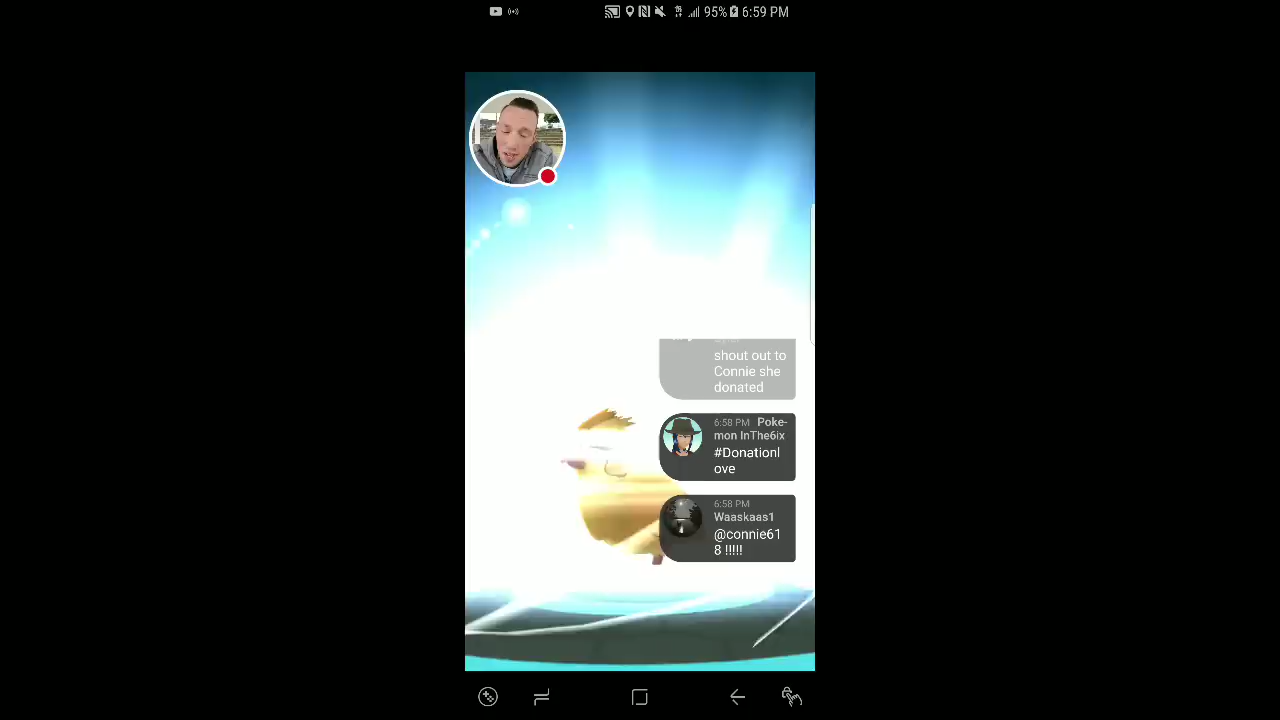 95% 6:59 PM
shout out to
Connie she
donated
6:58 PM Poke-
mon InThe6ix
#Donationl
ove
6:58 PM
Waaskaas1
@connie61
8 !!!!!